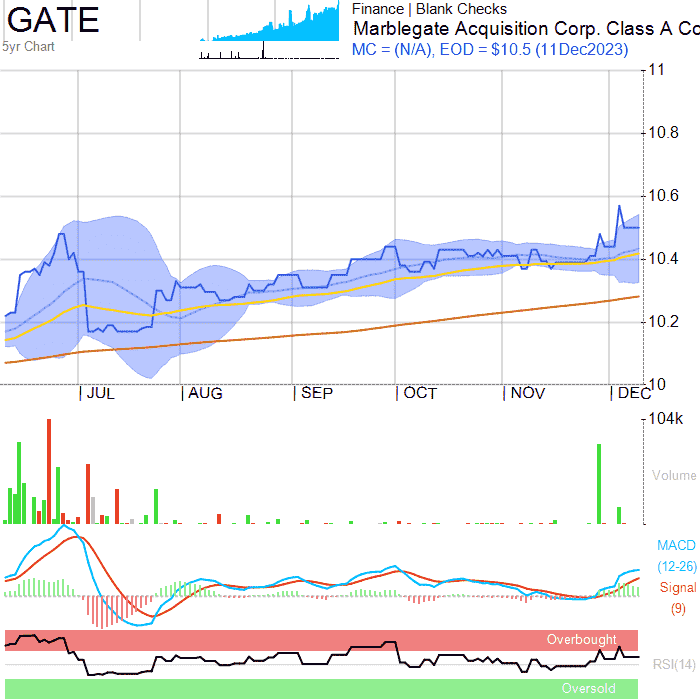 GATE
5yr Chart
Finance | Blank Checks
Marblegate Acquisition Corp. Class A Co
MC = (N/A), EOD = $10.5 (11Dec2023)
11
10.8
10.6
10.4
10.2
10
JUL AUG SEP OCT NOV DEC
104k
Volume
MACD
(12-26)
Signal
(9)
Overbought
RSI(14)
Oversold